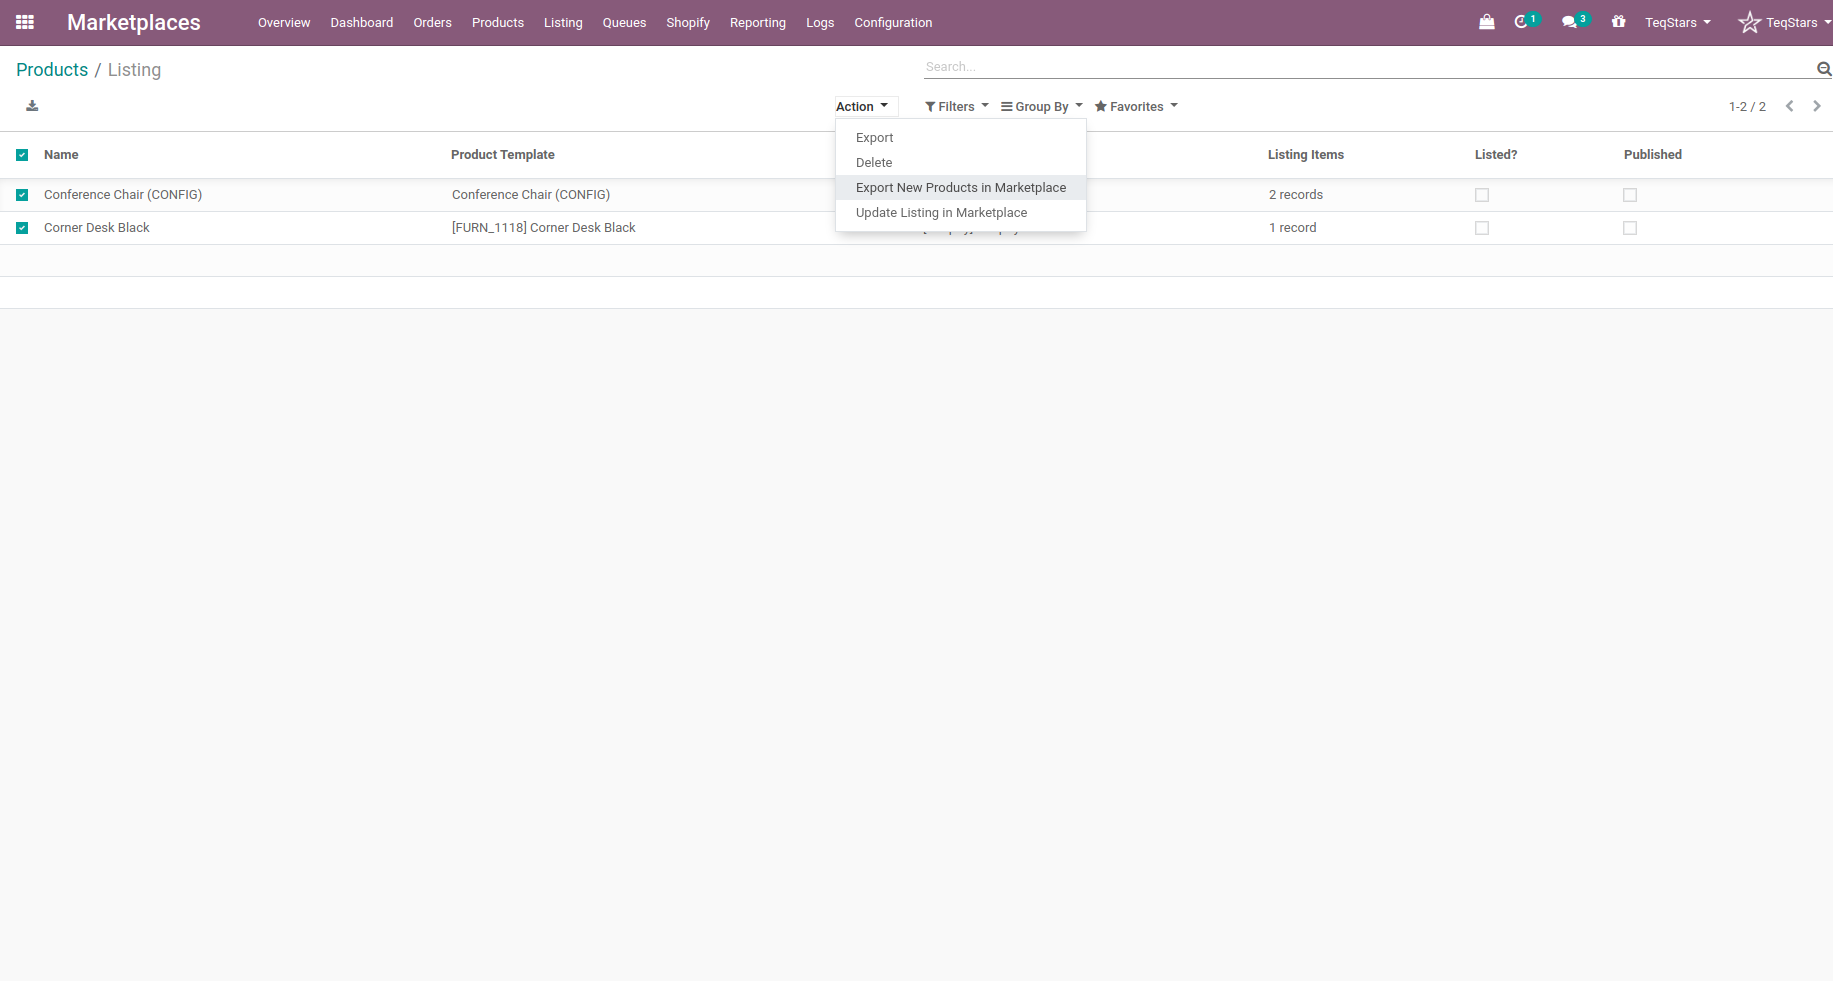 Marketplaces Overview Dashboard Orders Products Listing Queues Shopify Reporting Logs Configuration 1 3 TeqStars TeqStars
Products / Listing Search...
Action Filters Group By Favorites 1-2 / 2
Export
Delete
Export New Products in Marketplace
Update Listing in Marketplace
Name Product Template Listing Items Listed? Published
Conference Chair (CONFIG) Conference Chair (CONFIG) 2 records
Corner Desk Black [FURN_1118] Corner Desk Black 1 record